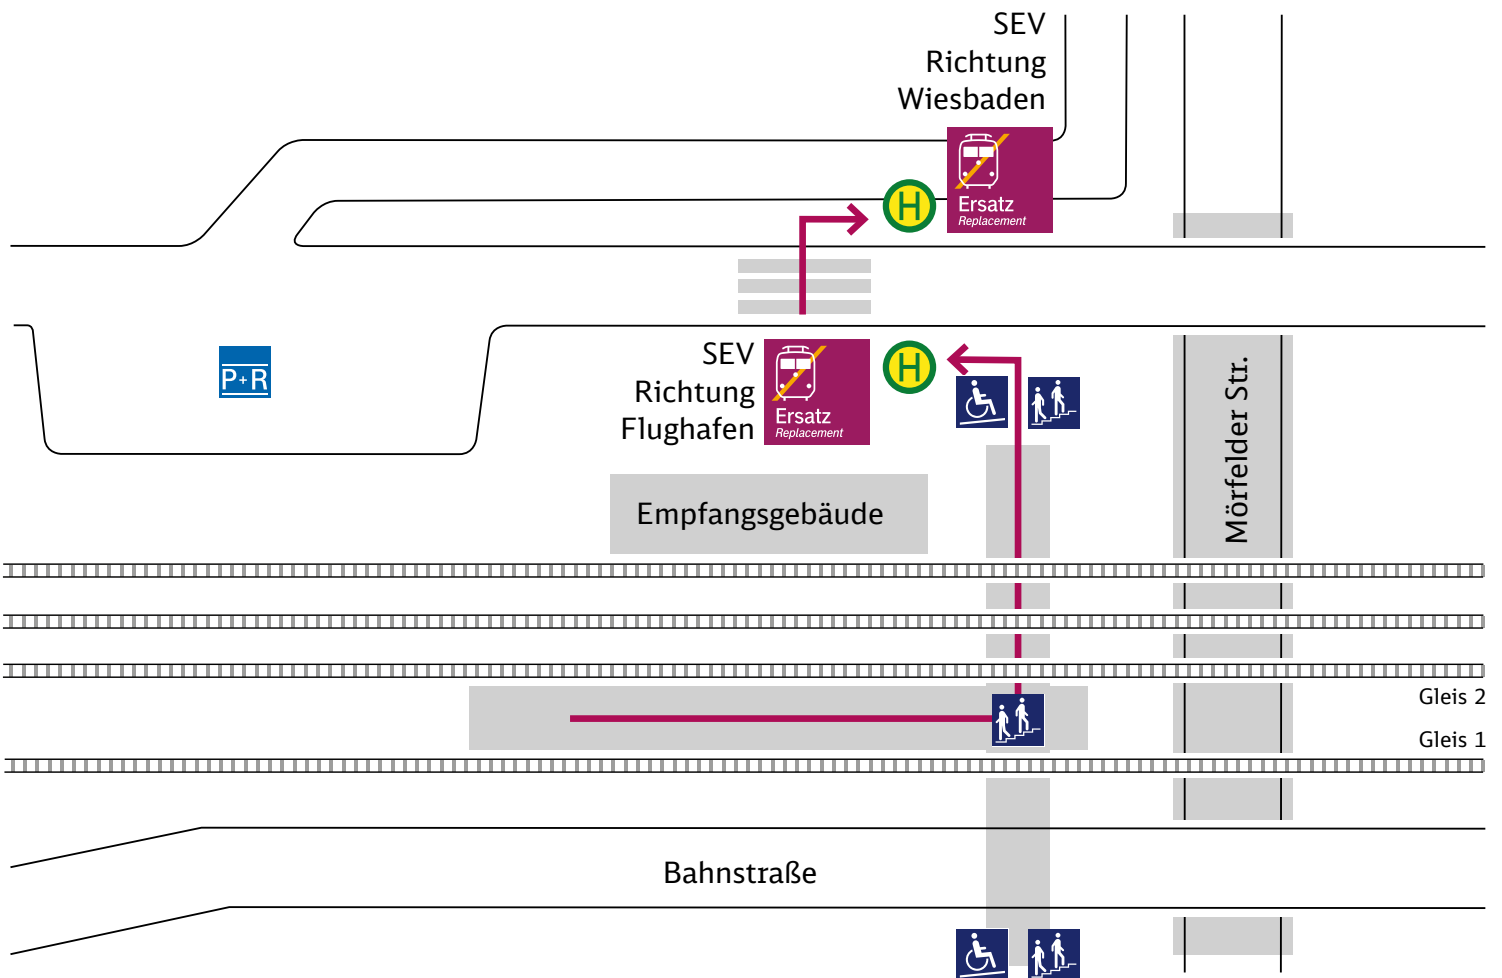 SEV
Richtung
Wiesbaden
H
Ersatz
Replacement
P+R
SEV
Richtung
Flughafen
Ersatz
Replacement
H
Mörfelder Str.
Empfangsgebäude
Gleis 2
Gleis 1
Bahnstraße